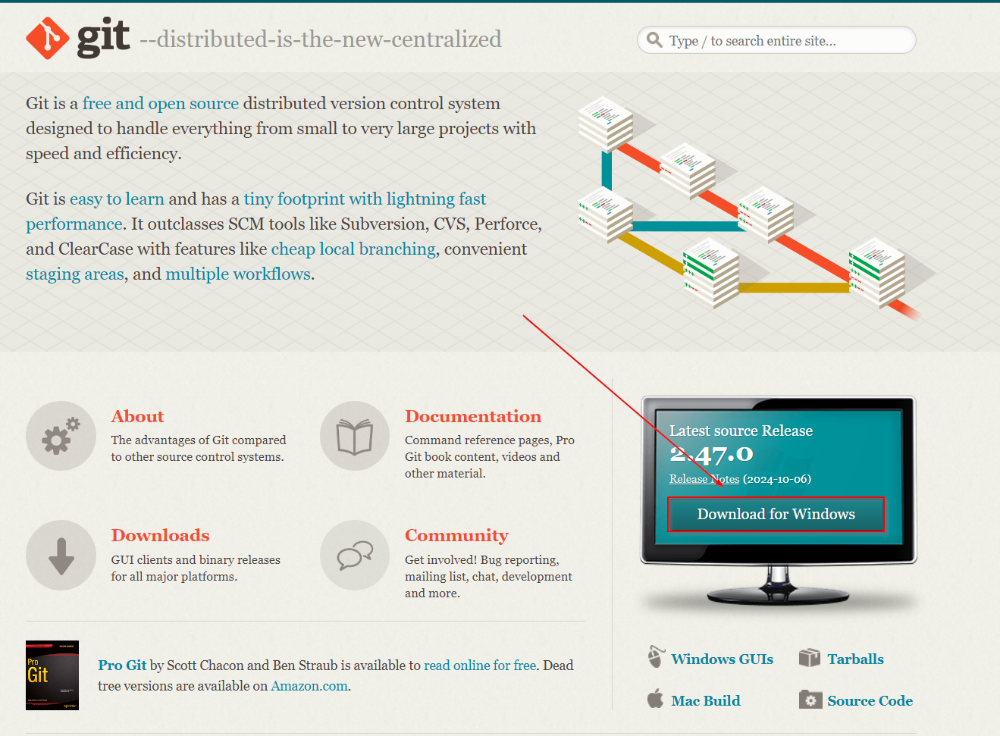 git --distributed-is-the-new-centralized
Type / to search entire site...
Git is a free and open source distributed version control system
designed to handle everything from small to very large projects with
speed and efficiency.
Git is easy to learn and has a tiny footprint with lightning fast
performance. It outclasses SCM tools like Subversion, CVS, Perforce,
and ClearCase with features like cheap local branching, convenient
staging areas, and multiple workflows.
About
The advantages of Git compared
to other source control systems.
Documentation
Command reference pages, Pro
Git book content, videos and
other material.
Downloads
GUI clients and binary releases
for all major platforms.
Community
Get involved! Bug reporting,
mailing list, chat, development
and more.
Latest source Release
2.47.0
Release Notes (2024-10-06)
Download for Windows
Pro
Git
Pro Git by Scott Chacon and Ben Straub is available to read online for free. Dead
tree versions are available on Amazon.com.
Windows GUIs
Tarballs
Mac Build
Source Code